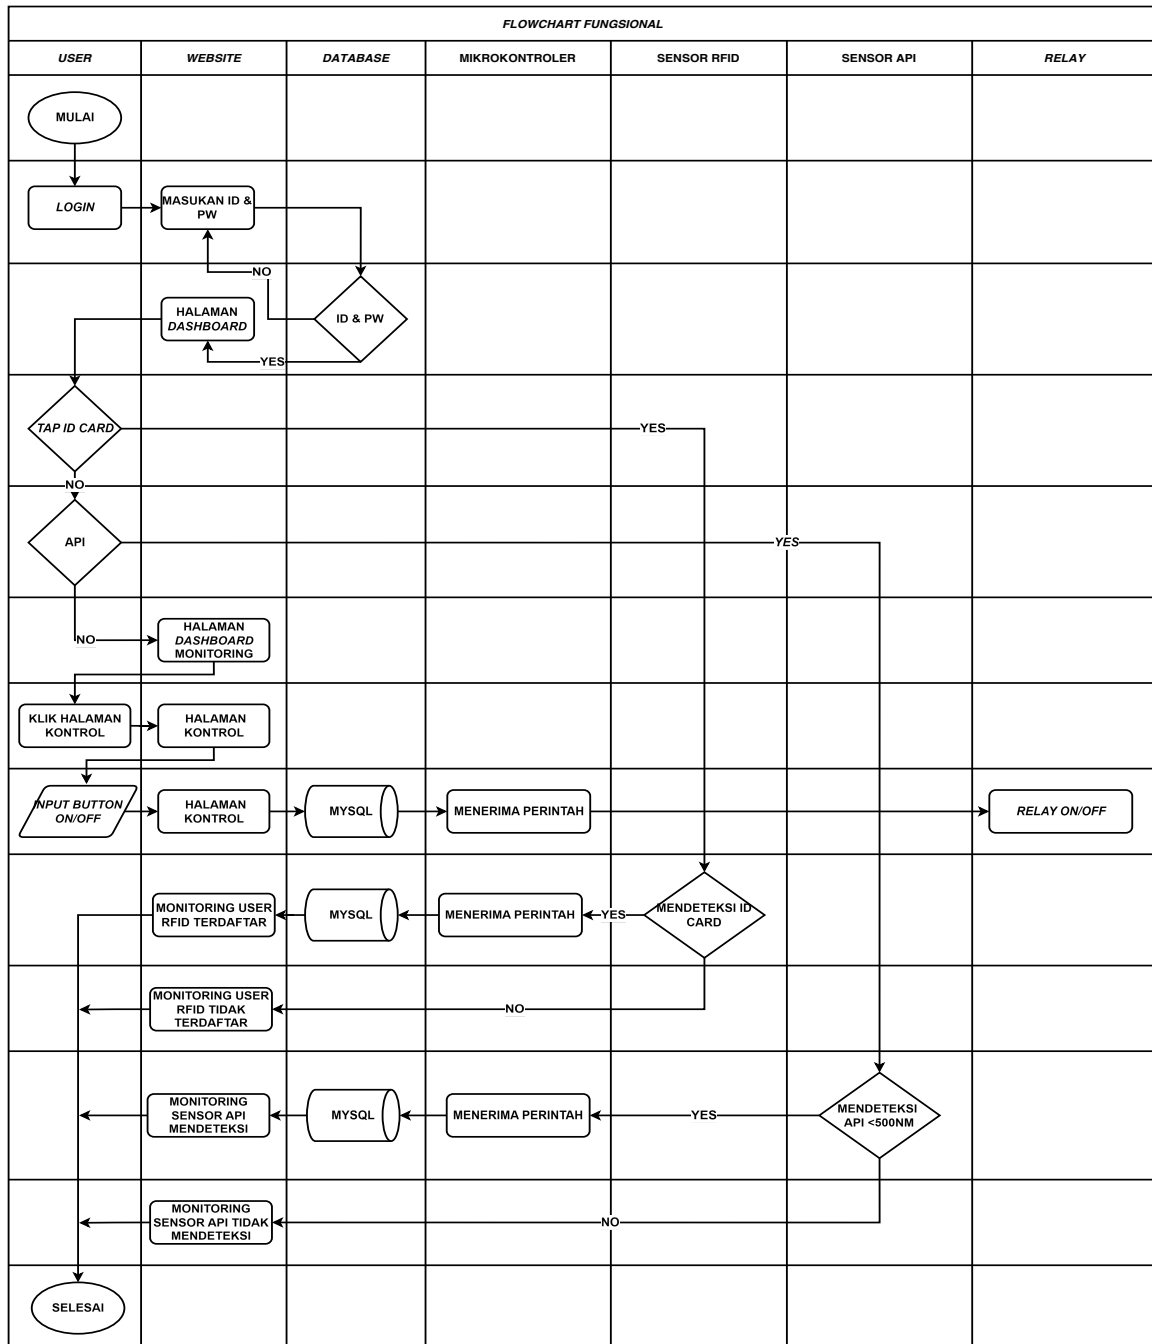 FLOWCHART FUNGSIONAL
USER
WEBSITE
DATABASE
MIKROKONTROLER
SENSOR RFID
SENSOR API
RELAY
MULAI
LOGIN
MASUKAN ID &
PW
NO
HALAMAN
DASHBOARD
ID & PW
YES
TAP ID CARD
YES
NO
API
YES
NO
HALAMAN
DASHBOARD
MONITORING
KLIK HALAMAN
KONTROL
HALAMAN
KONTROL
INPUT BUTTON
ON/OFF
HALAMAN
KONTROL
MYSQL
MENERIMA PERINTAH
RELAY ON/OFF
MONITORING USER
RFID TERDAFTAR
MYSQL
MENERIMA PERINTAH
YES
MENDETEKSI ID
CARD
MONITORING USER
RFID TIDAK
TERDAFTAR
NO
MONITORING
SENSOR API
MENDETEKSI
MYSQL
MENERIMA PERINTAH
YES
MENDETEKSI
API <500NM
MONITORING
SENSOR API TIDAK
MENDETEKSI
NO
SELESAI